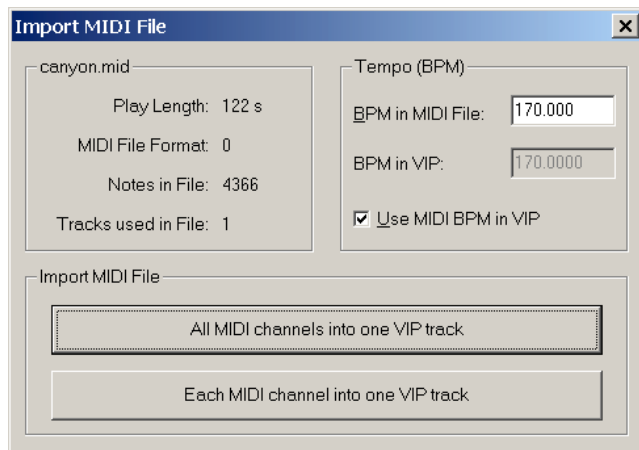 Import MIDI File
canyon.mid
Play Length: 122 s
MIDI File Format: 0
Notes in File: 4366
Tracks used in File: 1
Tempo (BPM)
BPM in MIDI File: 170.000
BPM in VIP: 170.0000
Use MIDI BPM in VIP
Import MIDI File
All MIDI channels into one VIP track
Each MIDI channel into one VIP track